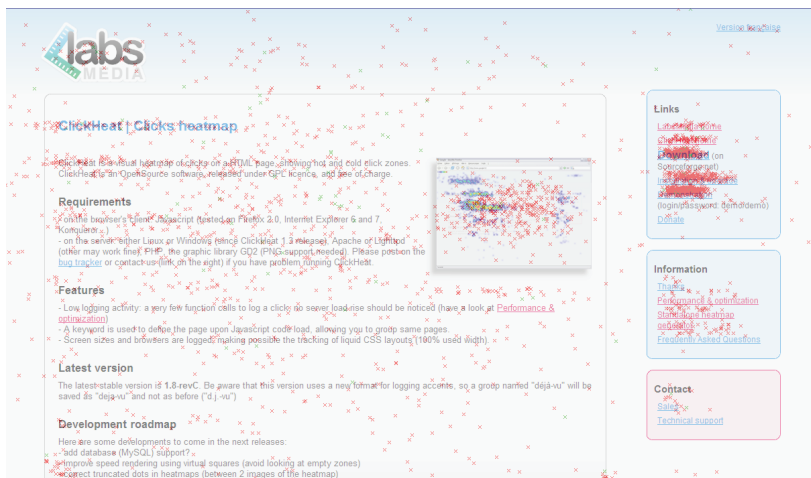 Version française
labs
MEDIA
ClickHeat | Clicks heatmap
ClickHeat is a visual heatmap of clicks on a HTML page, showing hot and cold click zones.
ClickHeat is an OpenSource software, released under GPL licence, and free of charge.
Requirements
- on the browser's client: Javascript (tested on Firefox 2.0, Internet Explorer 6 and 7,
Konqueror...)
- on the server: either Linux or Windows (since ClickHeat 1.3 release), Apache or Lighttpd
(other may work fine), PHP, the graphic library GD2 (PNG support needed). Please post on the
bug tracker or contact us (link on the right) if you have problem running ClickHeat.
Features
- Low logging activity: a very few function calls to log a click, no server load rise should be noticed (have a look at Performance &
optimization)
- A keyword is used to define the page upon Javascript code load, allowing you to group same pages.
- Screen sizes and browsers are logged, making possible the tracking of liquid CSS layouts (100% used width).
Latest version
The latest stable version is 1.8-revC. Be aware that this version uses a new format for logging accents, so a group named "déjà-vu" will be
saved as "deja-vu" and not as before ("d.j.-vu")
Development roadmap
Here are some developments to come in the next releases:
- add database (MySQL) support?
- improve speed rendering using virtual squares (avoid looking at empty zones)
- correct truncated dots in heatmaps (between 2 images of the heatmap)
Links
Labsmedia home
Download (on
Sourceforge.net)
(login/password: demo/demo)
Donate
Information
Thanks
Performance & optimization
Standalone heatmap
generator
Frequently Asked Questions
Contact
Sales
Technical support